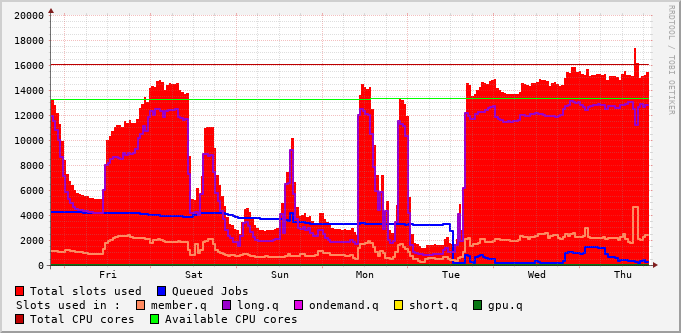 20000
18000
16000
14000
12000
10000
8000
6000
4000
2000
0
Fri Sat Sun Mon Tue Wed Thu
RRDTOOL / TOBI OETIKER
Total slots used Queued Jobs
Slots used in : member.q long.q ondemand.q short.q gpu.q
Total CPU cores Available CPU cores